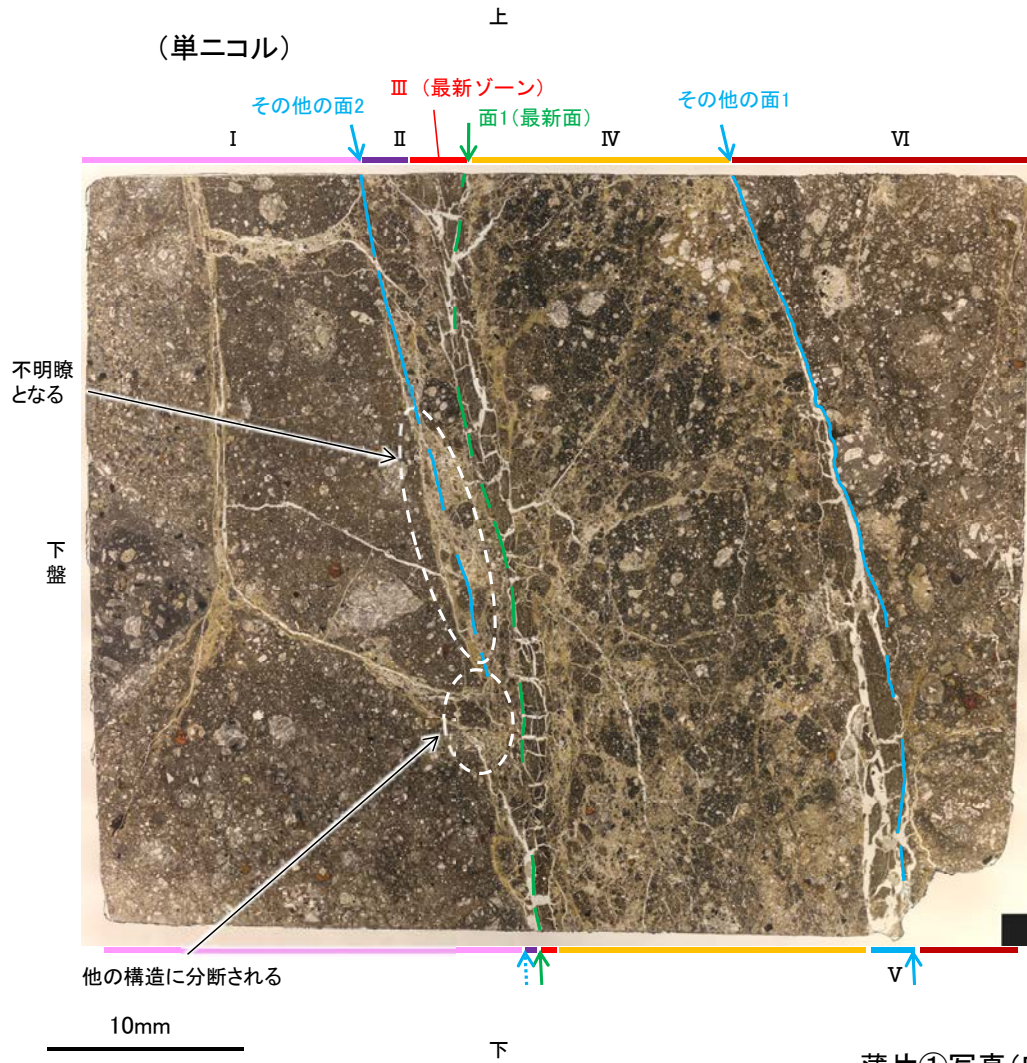 上
(単ニコル)
Ⅲ (最新ゾーン)
その他の面2
その他の面1
面1(最新面)
Ⅰ
Ⅱ
Ⅳ
Ⅵ
不明瞭
となる
下
盤
他の構造に分断される
Ⅴ
10mm
下